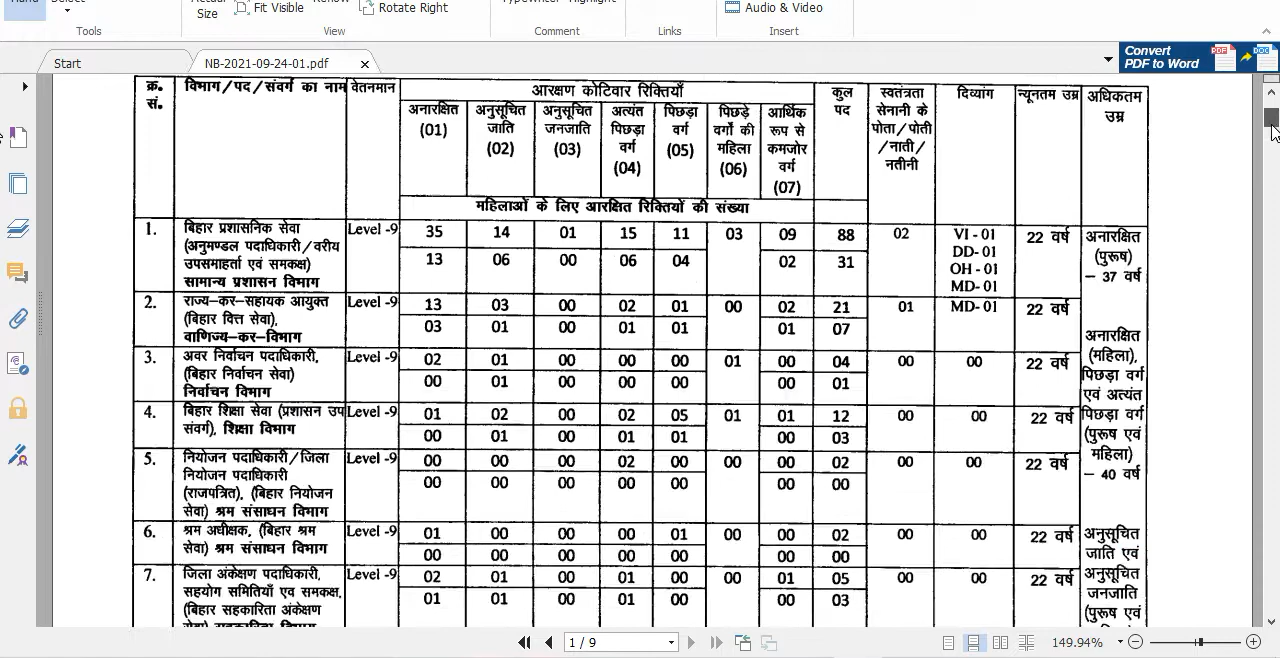 Size
Fit Visible
Rotate Right
Audio & Video
Tools
View
Comment
Links
Insert
Start
NB-2021-09-24-01.pdf
Convert
PDF to Word
क्र. सं.
विभाग/पद/संवर्ग का नाम
वेतनमान
आरक्षण कोटिवार रिक्तियाँ
अनारक्षित (01)
अनुसूचित जाति (02)
अनुसूचित जनजाति (03)
अत्यंत पिछड़ा वर्ग (04)
पिछड़ा वर्ग (05)
पिछड़े वर्गों की महिला (06)
आर्थिक रूप से कमजोर वर्ग (07)
कुल पद
स्वतंत्रता सेनानी के पोता/पोती /नाती/ नतीनी
दिव्यांग
न्यूनतम उम्र
अधिकतम उम्र
महिलाओं के लिए आरक्षित रिक्तियों की संख्या
1. बिहार प्रशासनिक सेवा Level -9 35 14 01 15 11 03 09 88 02 VI - 01 22 वर्ष
(अनुमण्डल पदाधिकारी/वरीय DD- 01
उपसमाहर्ता एवं समकक्ष) 13 06 00 06 04 02 31 OH - 01
सामान्य प्रशासन विभाग MD- 01
2. राज्य-कर-सहायक आयुक्त Level -9 13 03 00 02 01 00 02 21 01 MD- 01 22 वर्ष
(बिहार वित्त सेवा), 03 01 00 01 01 01 07
वाणिज्य-कर-विभाग
3. अवर निर्वाचन पदाधिकारी, Level -9 02 01 00 00 00 01 00 04 00 00 22 वर्ष
(बिहार निर्वाचन सेवा) 00 01 00 00 00 00 01
निर्वाचन विभाग
4. बिहार शिक्षा सेवा (प्रशासन उप Level -9 01 02 00 02 05 01 01 12 00 00 22 वर्ष
संवर्ग), शिक्षा विभाग 00 01 00 01 01 00 03
5. नियोजन पदाधिकारी/जिला Level -9 00 00 00 02 00 00 00 02 00 00 22 वर्ष
नियोजन पदाधिकारी 00 00 00 00 00 00 00
(राजपत्रित), (बिहार नियोजन
सेवा) श्रम संसाधन विभाग
6. श्रम अधीक्षक, (बिहार श्रम Level -9 01 00 00 00 01 00 00 02 00 00 22 वर्ष
सेवा) श्रम संसाधन विभाग 00 00 00 00 00 00 00
7. जिला अंकेक्षण पदाधिकारी, Level -9 02 01 00 01 00 00 01 05 00 00 22 वर्ष
सहयोग समितियाँ एवं समकक्ष, 01 01 00 01 00 00 03
(बिहार सहकारिता अंकेक्षण
अनारक्षित
(पुरूष)
– 37 वर्ष
अनारक्षित
(महिला),
पिछड़ा वर्ग
एवं अत्यंत
पिछड़ा वर्ग
(पुरूष एवं
महिला)
– 40 वर्ष
अनुसूचित
जाति एवं
अनुसूचित
जनजाति
(पुरूष एवं
1 / 9
149.94%